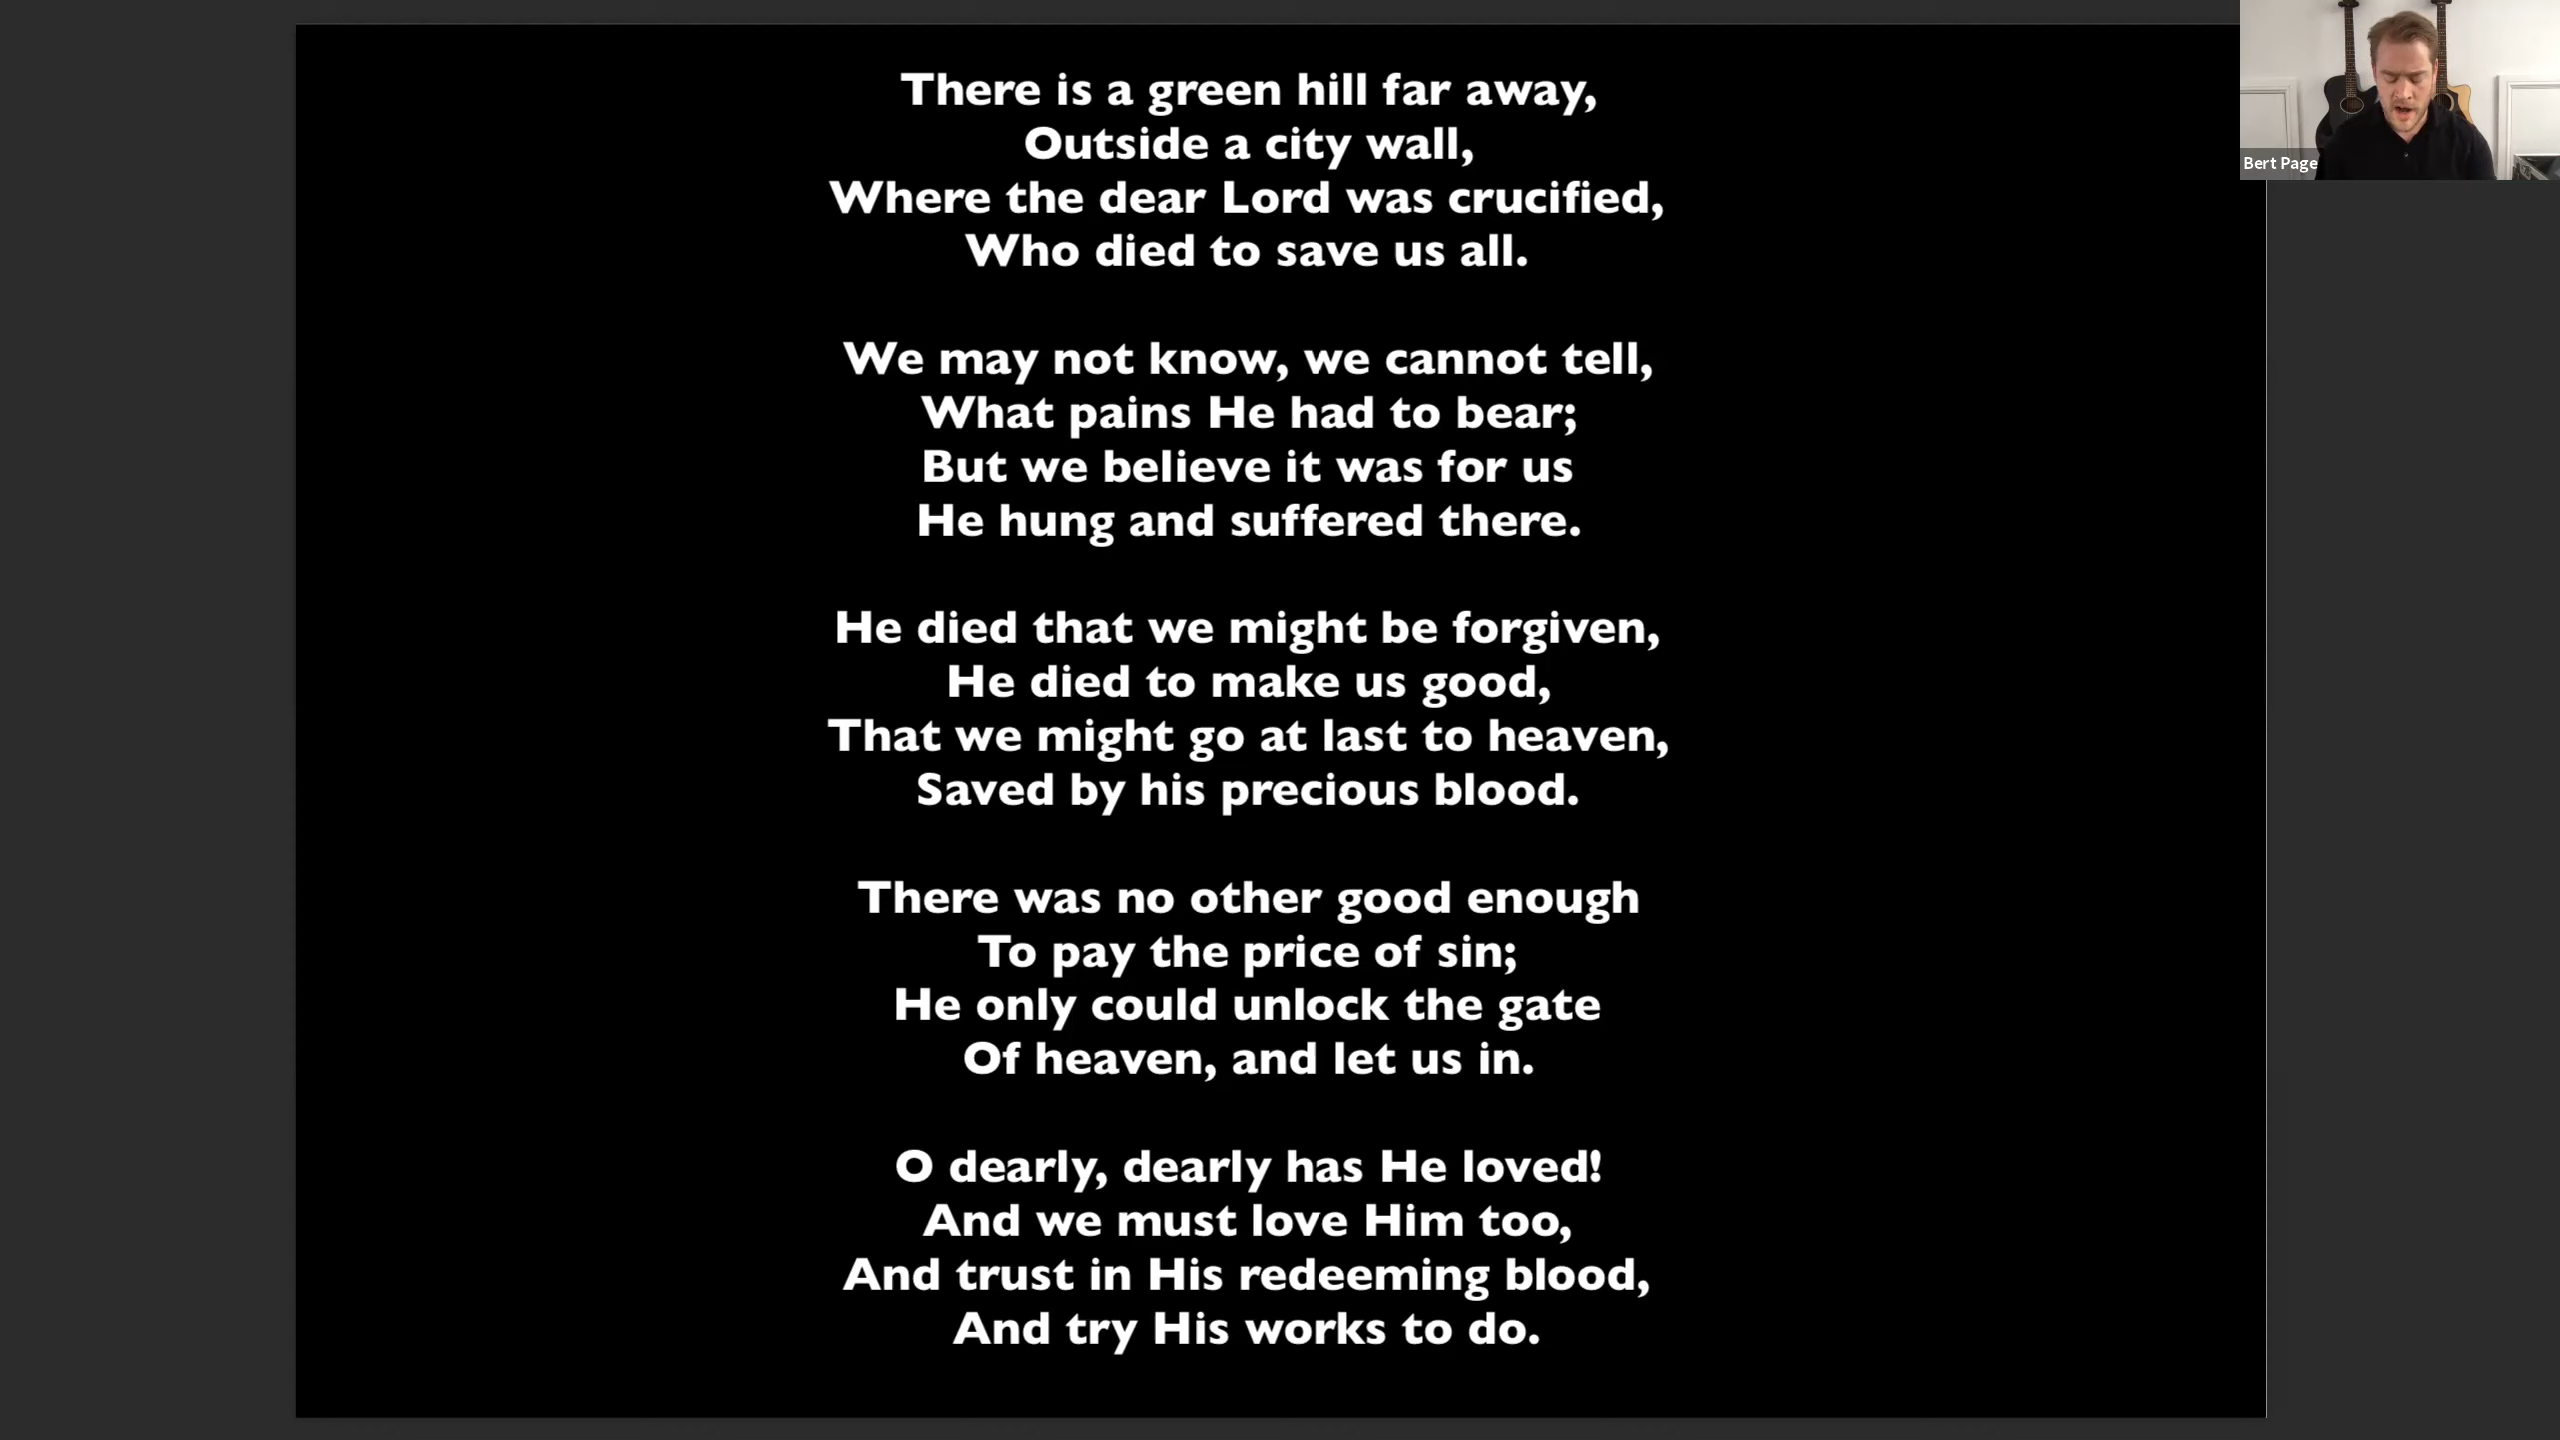 There is a green hill far away,
Outside a city wall,
Where the dear Lord was crucified,
Who died to save us all.
We may not know, we cannot tell,
What pains He had to bear;
But we believe it was for us
He hung and suffered there.
He died that we might be forgiven,
He died to make us good,
That we might go at last to heaven,
Saved by his precious blood.
There was no other good enough
To pay the price of sin;
He only could unlock the gate
Of heaven, and let us in.
O dearly, dearly has He loved!
And we must love Him too,
And trust in His redeeming blood,
And try His works to do.
Bert Page